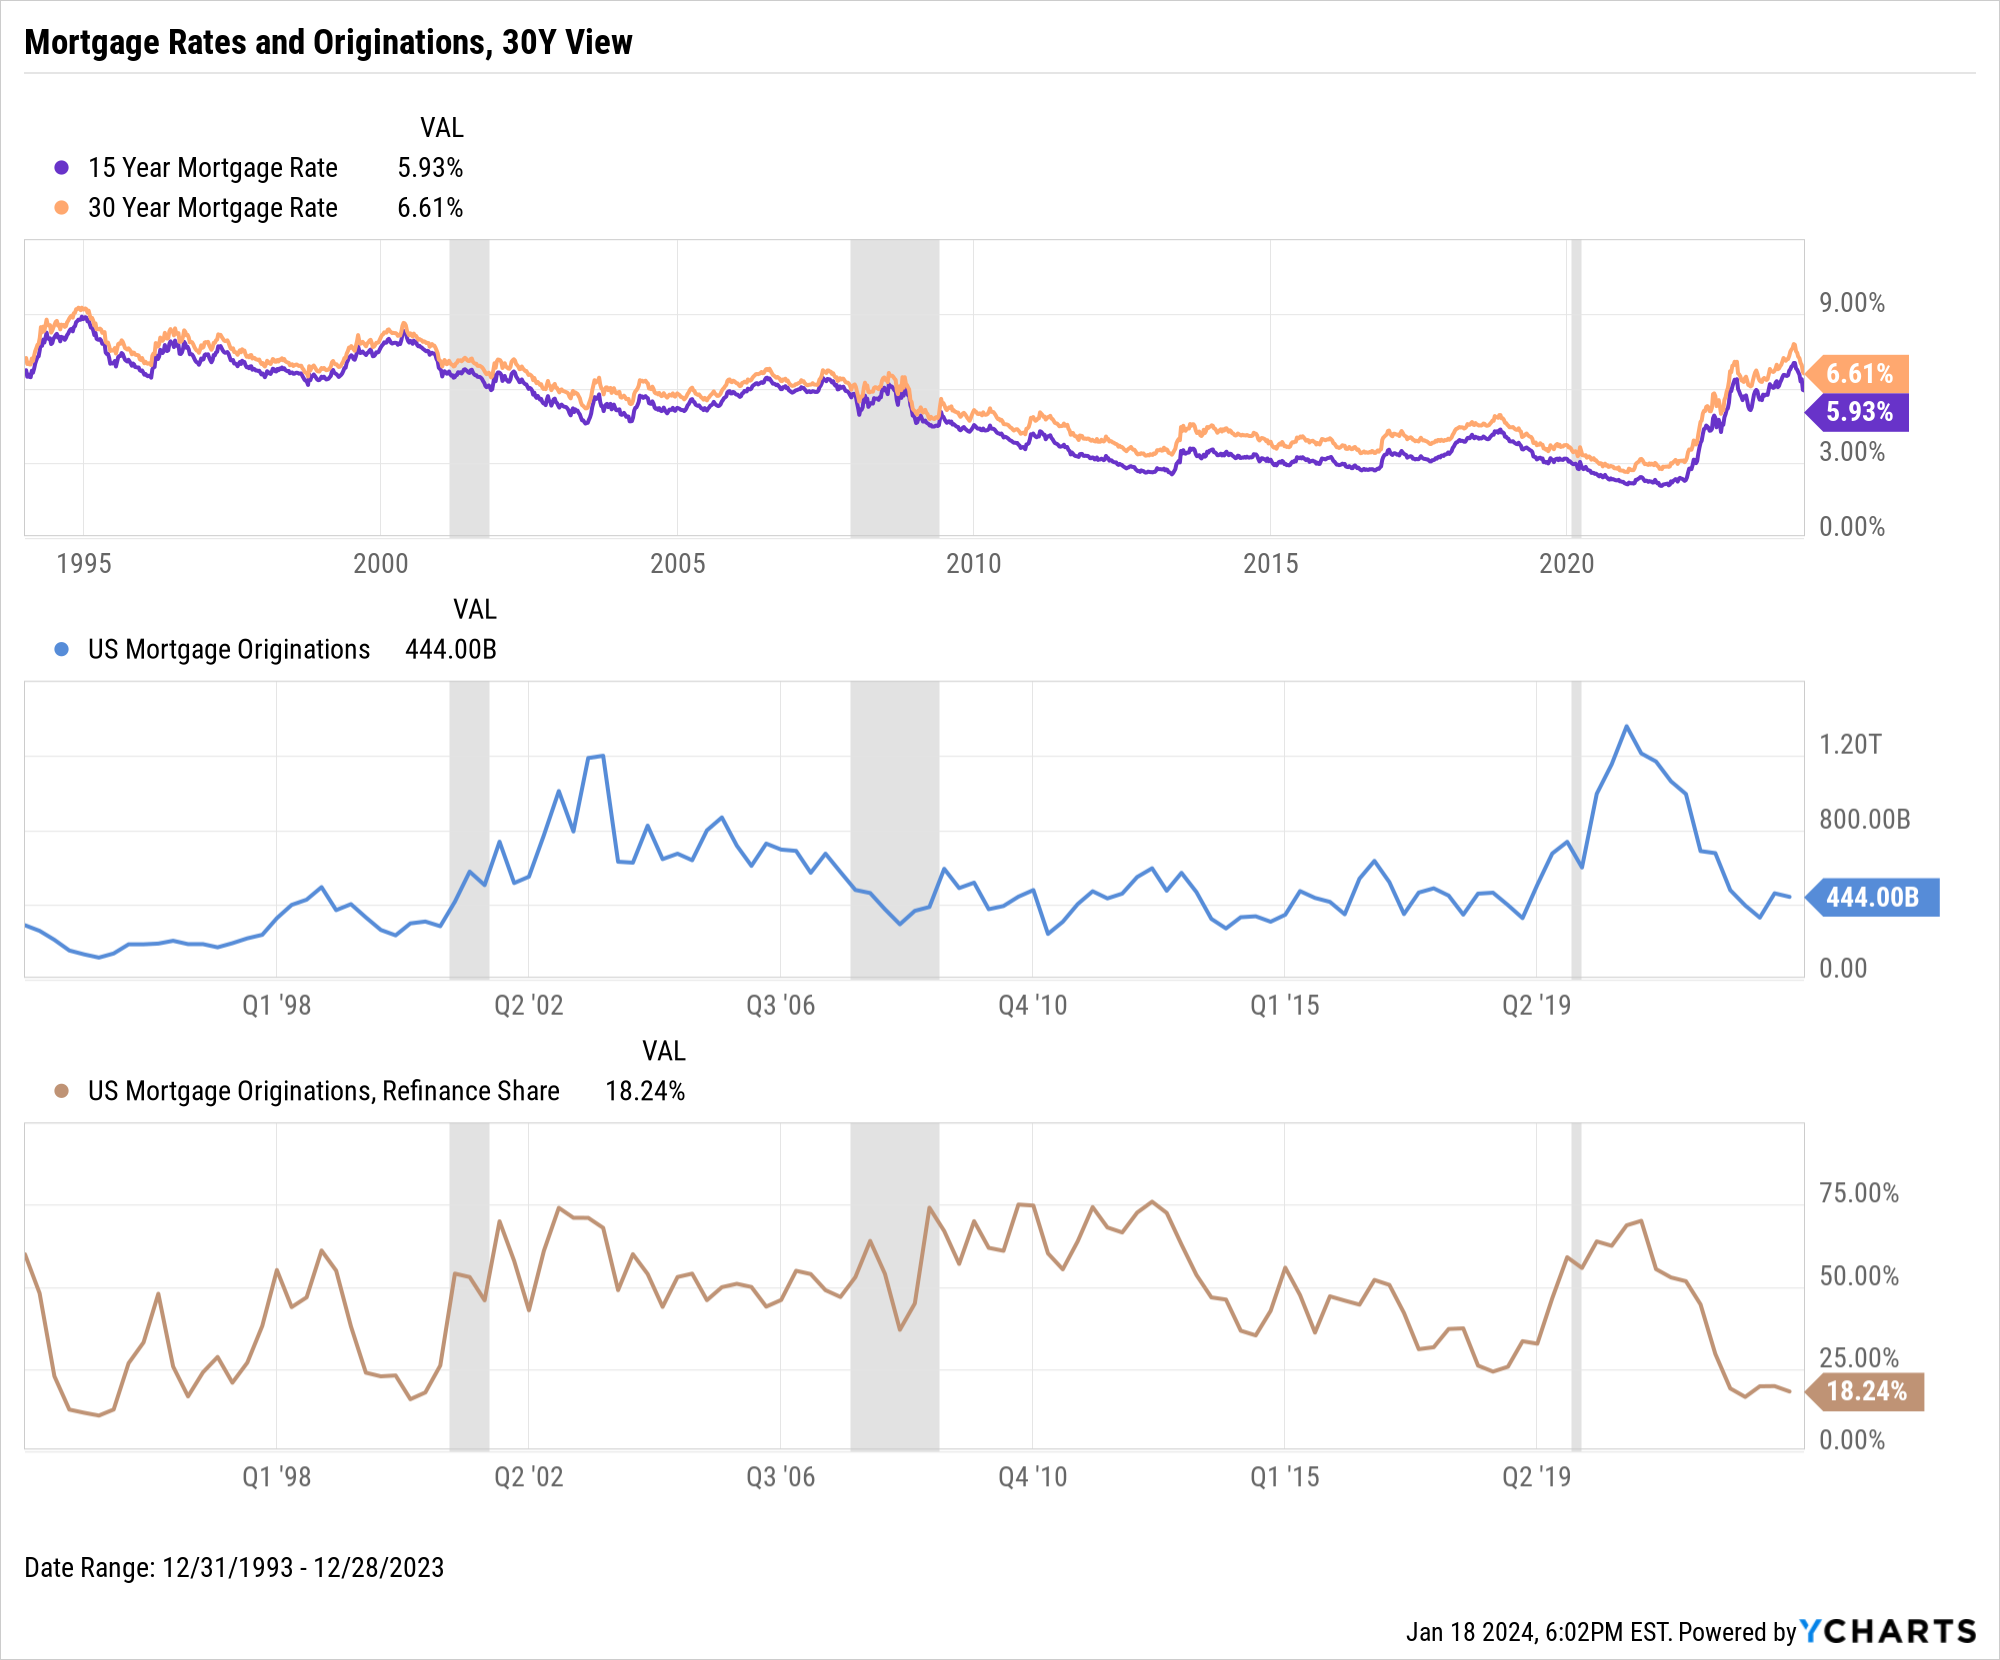 Mortgage Rates and Originations, 30Y View
VAL
15 Year Mortgage Rate 5.93%
30 Year Mortgage Rate 6.61%
9.00%
6.61%
5.93%
3.00%
0.00%
1995 2000 2005 2010 2015 2020
VAL
US Mortgage Originations 444.00B
1.20T
800.00B
444.00B
0.00
Q1 '98 Q2 '02 Q3 '06 Q4 '10 Q1 '15 Q2 '19
VAL
US Mortgage Originations, Refinance Share 18.24%
75.00%
50.00%
25.00%
18.24%
0.00%
Q1 '98 Q2 '02 Q3 '06 Q4 '10 Q1 '15 Q2 '19
Date Range: 12/31/1993 - 12/28/2023
Jan 18 2024, 6:02PM EST. Powered by YCHARTS